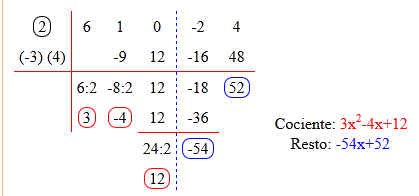 2 6 1 0 -2 4
(-3) (4) -9 12 -16 48
6:2 -8:2 12 -18 52
3 -4 12 -36
Cociente: 3x²-4x+12
24:2 -54
Resto: -54x+52
12